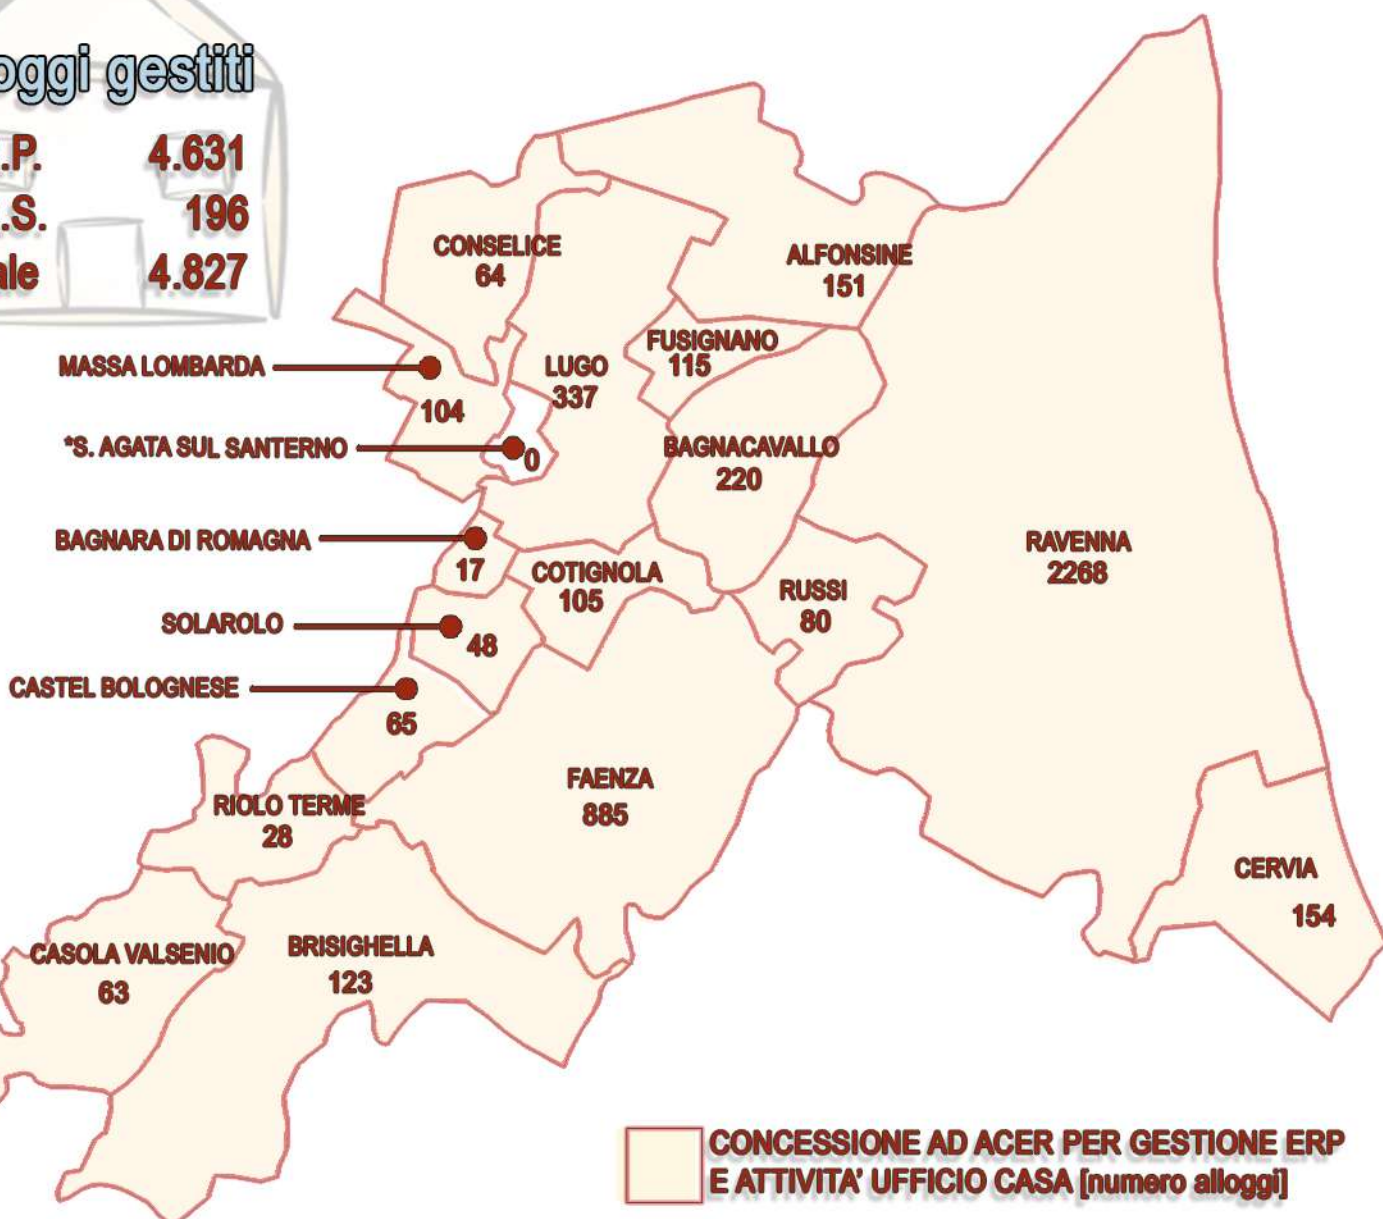 oggi gestiti
.P. 4.631
.S. 196
ale 4.827
CONSELICE
64
ALFONSINE
151
FUSIGNANO
115
MASSA LOMBARDA
104
LUGO
337
*S. AGATA SUL SANTERNO
0
BAGNACAVALLO
220
BAGNARA DI ROMAGNA
17
COTIGNOLA
105
RAVENNA
2268
RUSSI
80
SOLAROLO
48
CASTEL BOLOGNESE
65
FAENZA
885
RIOLO TERME
28
CERVIA
154
CASOLA VALSENIO
63
BRISIGHELLA
123
CONCESSIONE AD ACER PER GESTIONE ERP
E ATTIVITA' UFFICIO CASA [numero alloggi]